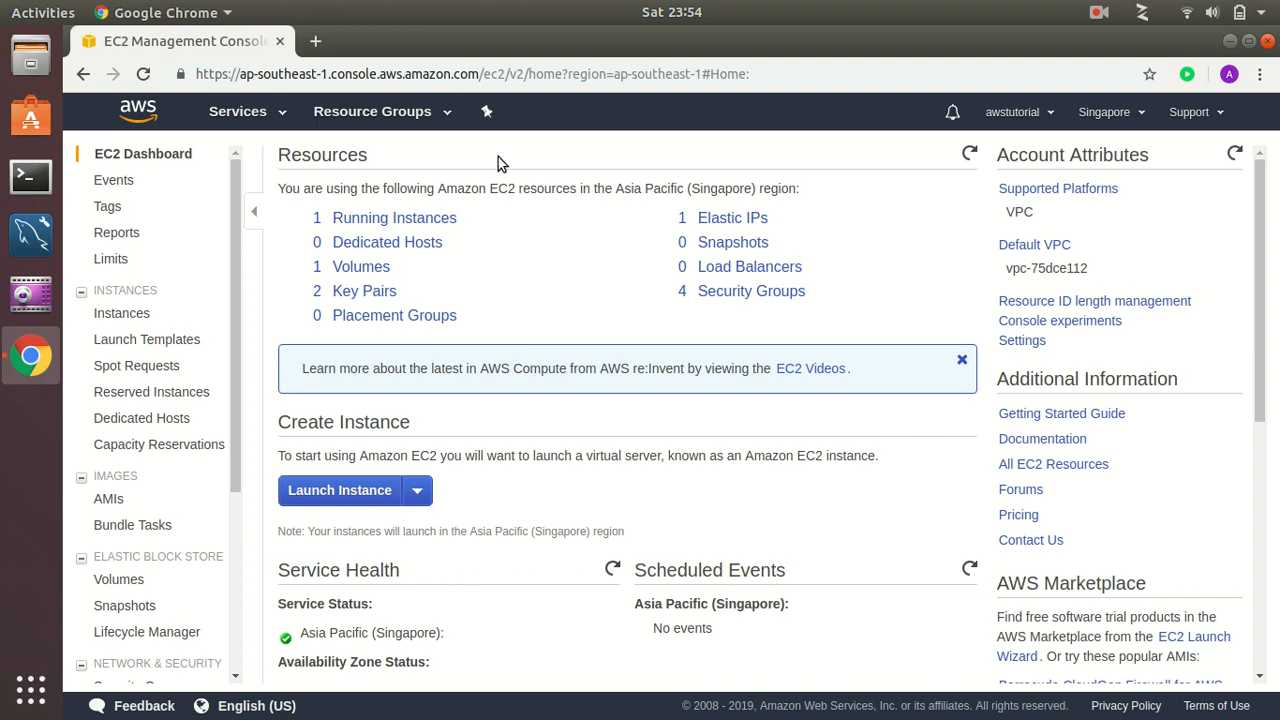 Activities
Google Chrome
Sat 23:54
EC2 Management Consol
https://ap-southeast-1.console.aws.amazon.com/ec2/v2/home?region=ap-southeast-1#Home:
A
aws
Services
Resource Groups
awstutorial
Singapore
Support
EC2 Dashboard
Events
Tags
Reports
Limits
INSTANCES
Instances
Launch Templates
Spot Requests
Reserved Instances
Dedicated Hosts
Capacity Reservations
IMAGES
AMIs
Bundle Tasks
ELASTIC BLOCK STORE
Volumes
Snapshots
Lifecycle Manager
NETWORK & SECURITY
Resources
You are using the following Amazon EC2 resources in the Asia Pacific (Singapore) region:
1 Running Instances
0 Dedicated Hosts
1 Volumes
2 Key Pairs
0 Placement Groups
1 Elastic IPs
0 Snapshots
0 Load Balancers
4 Security Groups
Learn more about the latest in AWS Compute from AWS re:Invent by viewing the EC2 Videos .
Create Instance
To start using Amazon EC2 you will want to launch a virtual server, known as an Amazon EC2 instance.
Launch Instance
Note: Your instances will launch in the Asia Pacific (Singapore) region
Service Health
Service Status:
Asia Pacific (Singapore):
Availability Zone Status:
Scheduled Events
Asia Pacific (Singapore):
No events
Account Attributes
Supported Platforms
VPC
Default VPC
vpc-75dce112
Resource ID length management
Console experiments
Settings
Additional Information
Getting Started Guide
Documentation
All EC2 Resources
Forums
Pricing
Contact Us
AWS Marketplace
Find free software trial products in the
AWS Marketplace from the EC2 Launch
Wizard . Or try these popular AMIs:
Barracuda CloudGen Firewall for AWS
Feedback
English (US)
© 2008 - 2019, Amazon Web Services, Inc. or its affiliates. All rights reserved.
Privacy Policy
Terms of Use